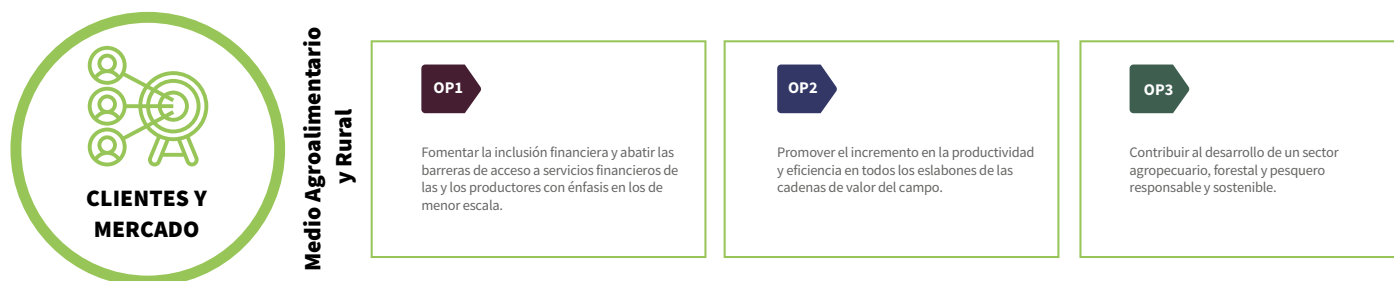 CLIENTES Y
MERCADO
Medio Agroalimentario
y Rural
OP1
Fomentar la inclusión financiera y abatir las
barreras de acceso a servicios financieros de
las y los productores con énfasis en los de
menor escala.
OP2
Promover el incremento en la productividad
y eficiencia en todos los eslabones de las
cadenas de valor del campo.
OP3
Contribuir al desarrollo de un sector
agropecuario, forestal y pesquero
responsable y sostenible.